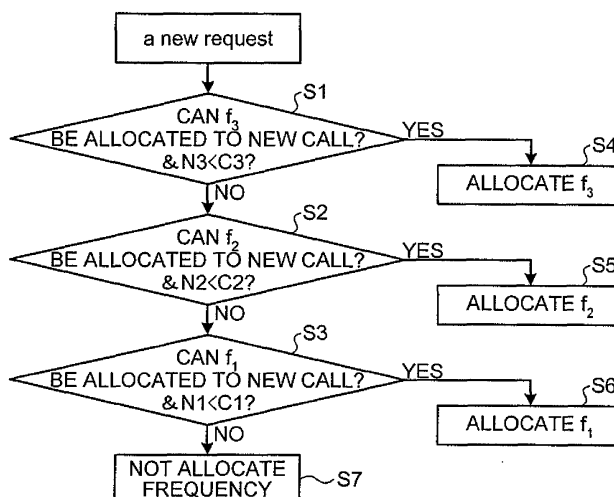 a new request
S1
CAN f₃
BE ALLOCATED TO NEW CALL?
& N3<C3?
YES
S4
ALLOCATE f₃
NO
S2
CAN f₂
BE ALLOCATED TO NEW CALL?
& N2<C2?
YES
S5
ALLOCATE f₂
NO
S3
CAN f₁
BE ALLOCATED TO NEW CALL?
& N1<C1?
YES
S6
ALLOCATE f₁
NO
NOT ALLOCATE
FREQUENCY
S7